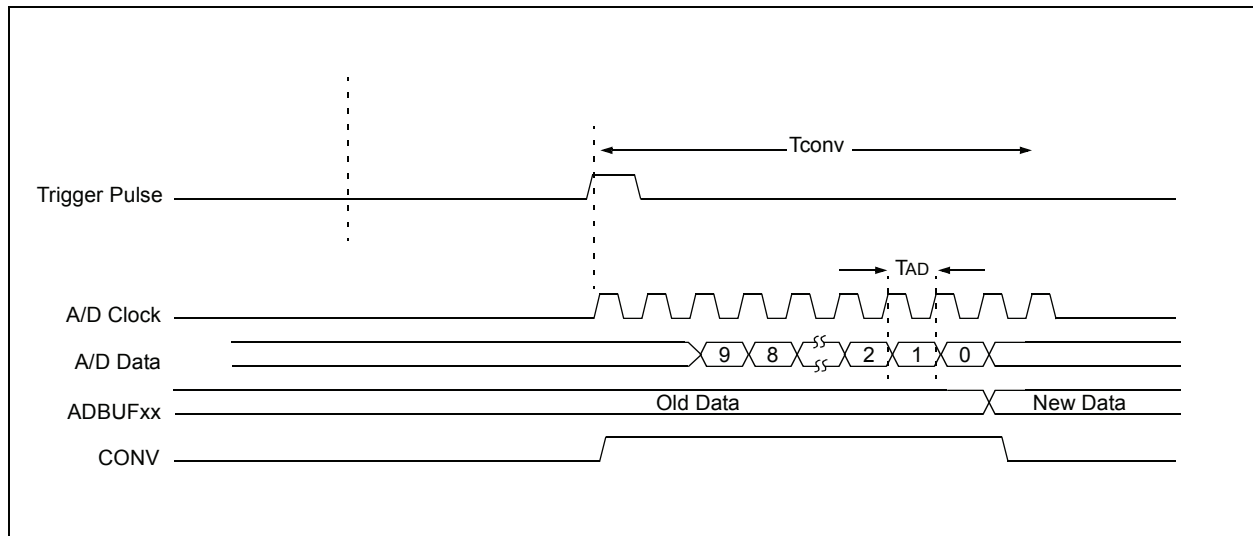 Tconv
Trigger Pulse
TAD
A/D Clock
A/D Data
9 8 2 1 0
ADBUFxx
Old Data
New Data
CONV